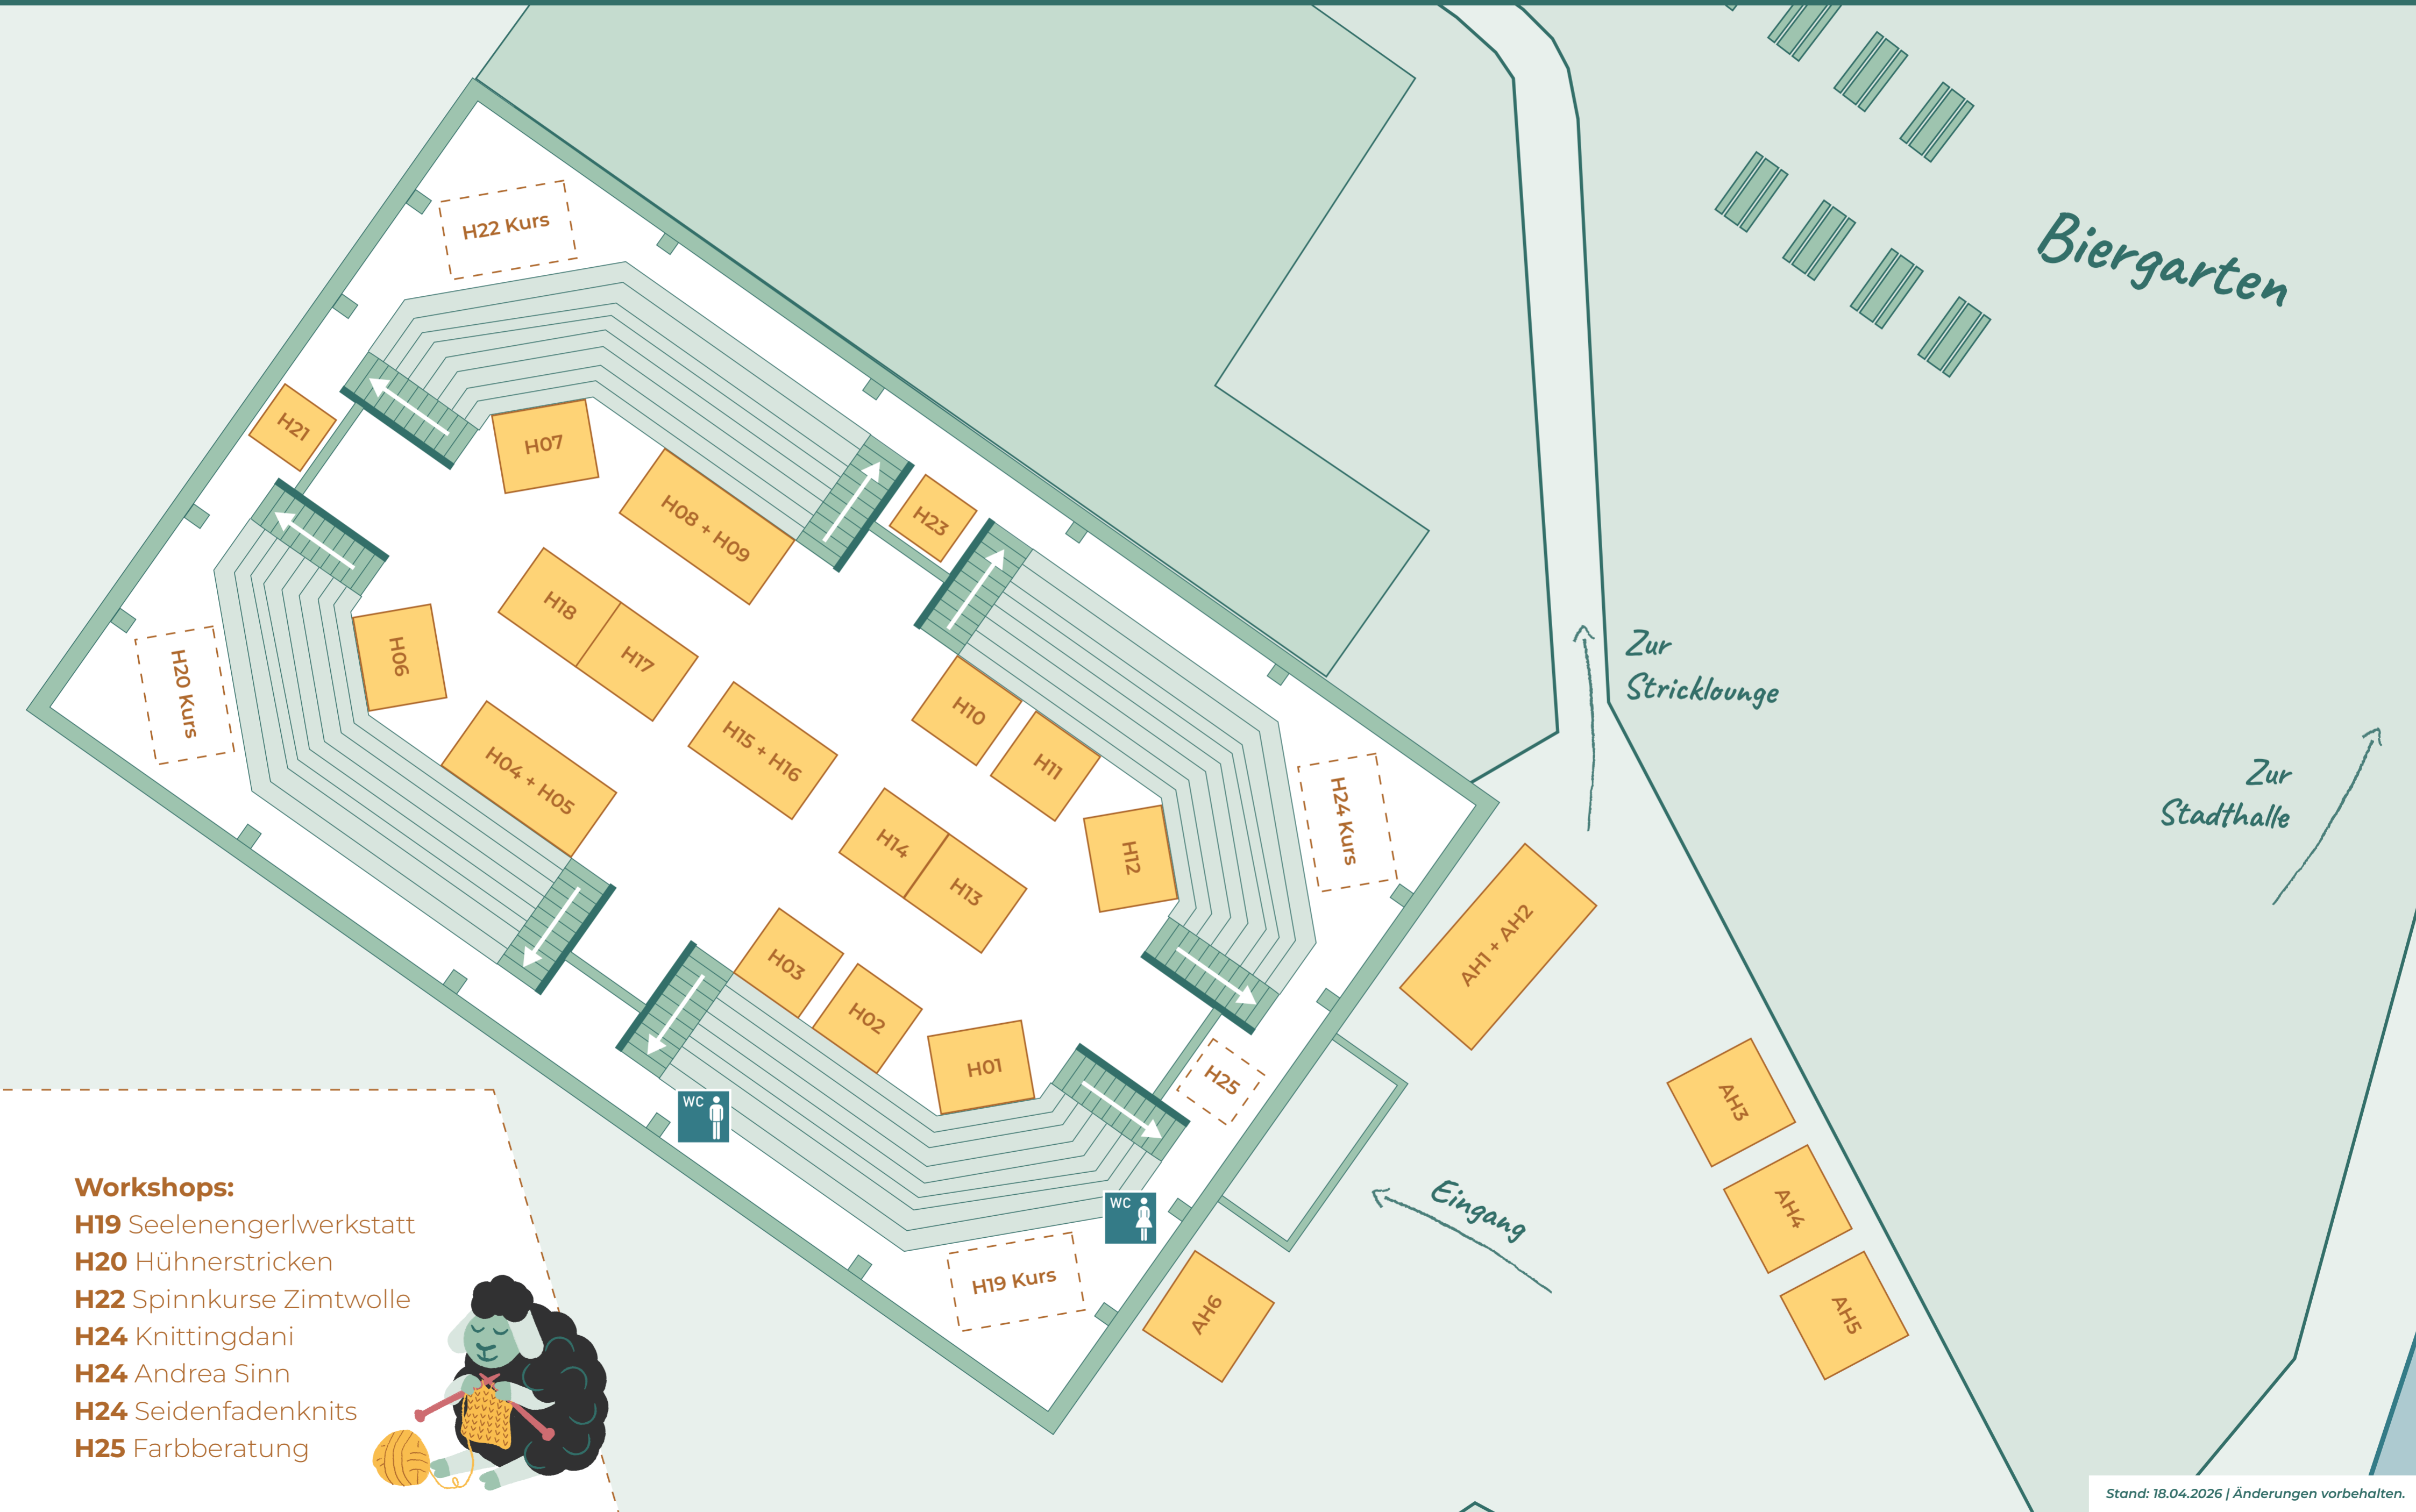 Biergarten
H22 Kurs
H21
H07
H08 + H09
H23
H18
H17
H06
H20 Kurs
H04 + H05
H15 + H16
H10
H11
H12
H24 Kurs
H14
H13
H03
H02
H01
H25
H19 Kurs
WC
WC
Zur
Stricklounge
Zur
Stadthalle
AH1 + AH2
AH3
AH4
AH5
AH6
Eingang
Workshops:
H19 Seelenengerlwerkstatt
H20 Hühnerstricken
H22 Spinnkurse Zimtwolle
H24 Knittingdani
H24 Andrea Sinn
H24 Seidenfadenknits
H25 Farbberatung
Stand: 18.04.2026 | Änderungen vorbehalten.